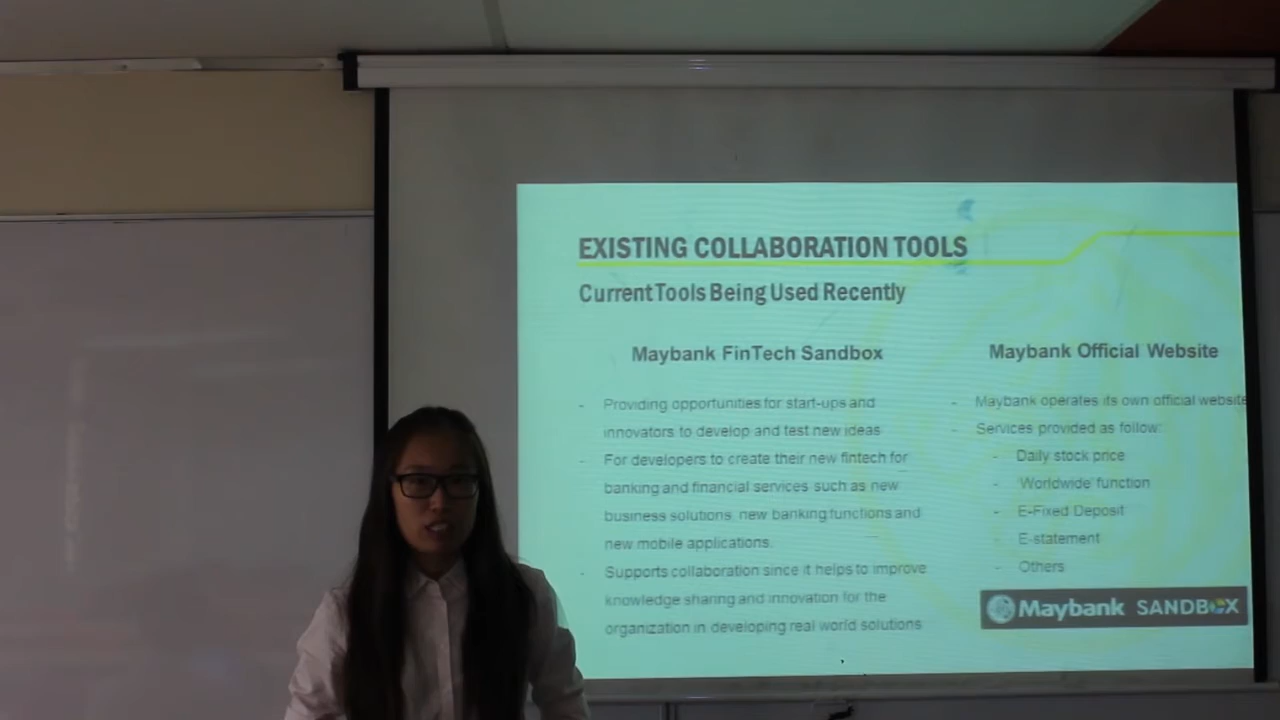 EXISTING COLLABORATION TOOLS
Current Tools Being Used Recently
Maybank FinTech Sandbox
- Providing opportunities for start-ups and
innovators to develop and test new ideas
- For developers to create their new fintech for
banking and financial services such as new
business solutions, new banking functions and
new mobile applications.
- Supports collaboration since it helps to improve
knowledge sharing and innovation for the
organization in developing real world solutions
Maybank Official Website
- Maybank operates its own official website
- Services provided as follow:
- Daily stock price
- 'Worldwide' function
- E-Fixed Deposit
- E-statement
- Others
Maybank SANDBOX